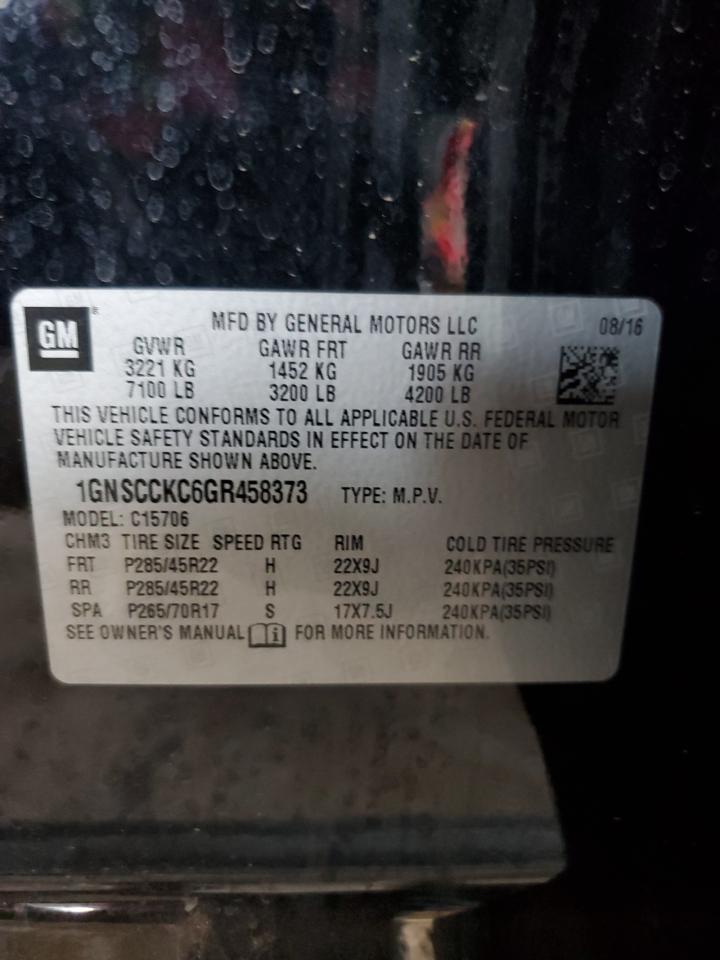 GM®
MFD BY GENERAL MOTORS LLC 08/16
GVWR GAWR FRT GAWR RR
3221 KG 1452 KG 1905 KG
7100 LB 3200 LB 4200 LB
THIS VEHICLE CONFORMS TO ALL APPLICABLE U.S. FEDERAL MOTOR
VEHICLE SAFETY STANDARDS IN EFFECT ON THE DATE OF
MANUFACTURE SHOWN ABOVE.
1GNSCCKC6GR458373 TYPE: M.P.V.
MODEL: C15706
CHM3 TIRE SIZE SPEED RTG RIM COLD TIRE PRESSURE
FRT P285/45R22 H 22X9J 240KPA(35PSI)
RR P285/45R22 H 22X9J 240KPA(35PSI)
SPA P265/70R17 S 17X7.5J 240KPA(35PSI)
SEE OWNER'S MANUAL i FOR MORE INFORMATION.